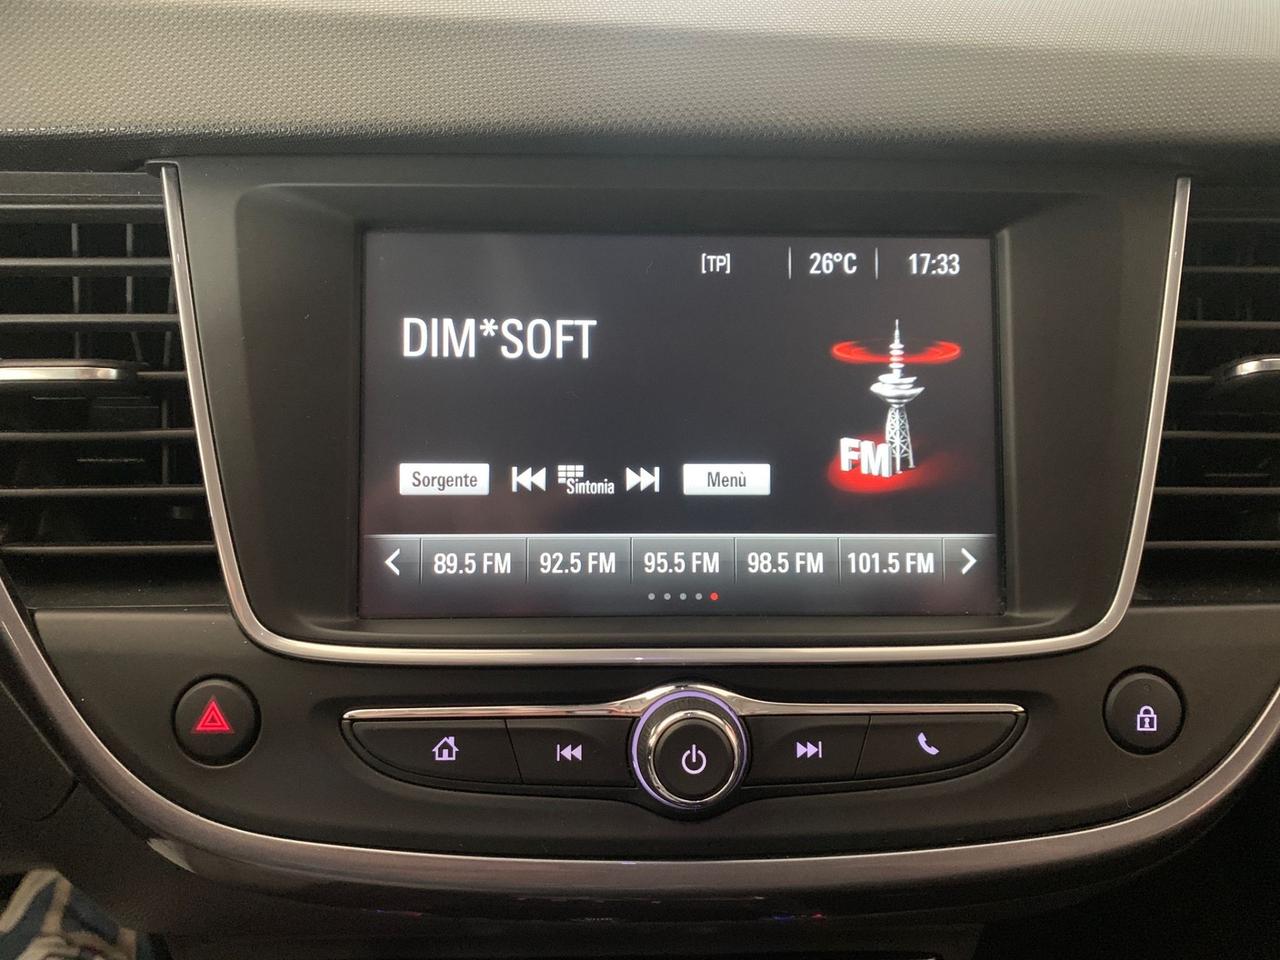 [TP] 26°C 17:33
DIM*SOFT
FM
Sorgente Sintonia Menù
89.5 FM 92.5 FM 95.5 FM 98.5 FM 101.5 FM